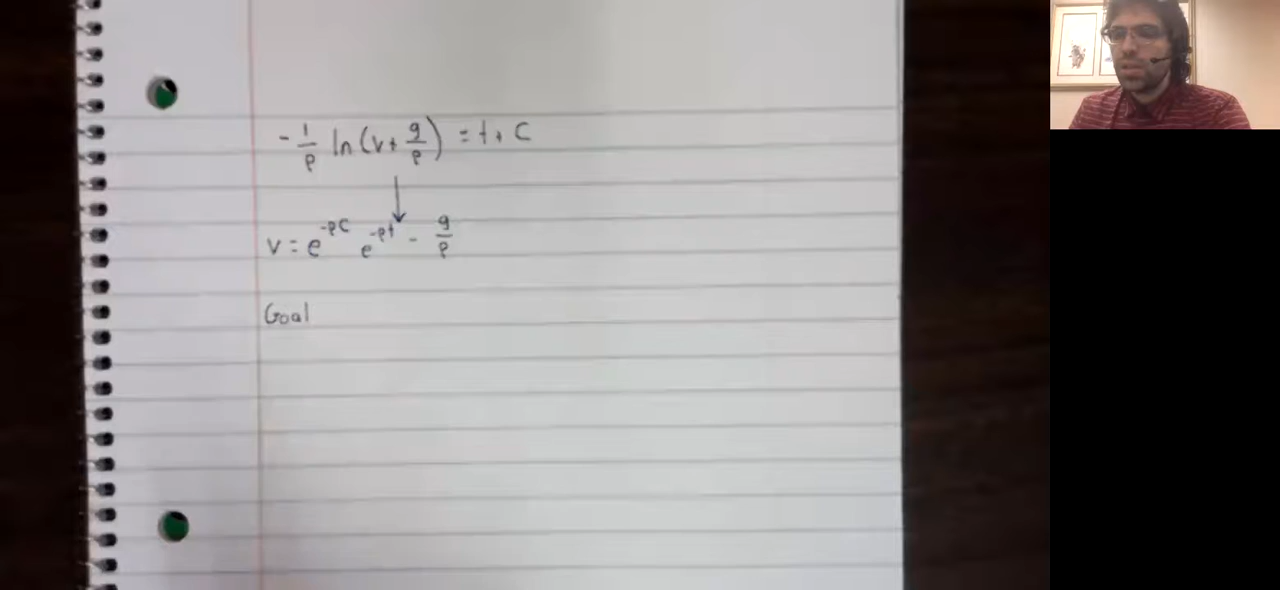 -1/ρ ln(v+g/ρ) = t + C
v = e^{-ρC} e^{-ρt} - g/ρ
Goal